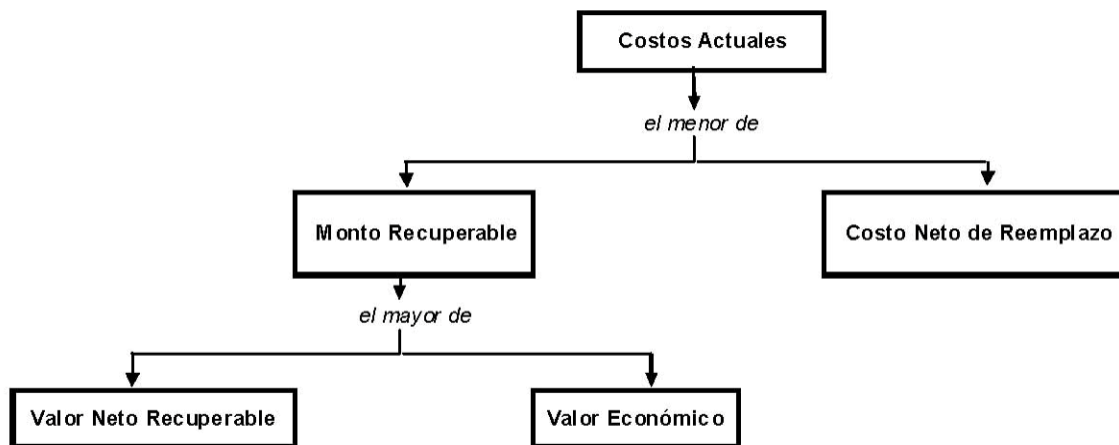 Costos Actuales
el menor de
Monto Recuperable
Costo Neto de Reemplazo
el mayor de
Valor Neto Recuperable
Valor Económico